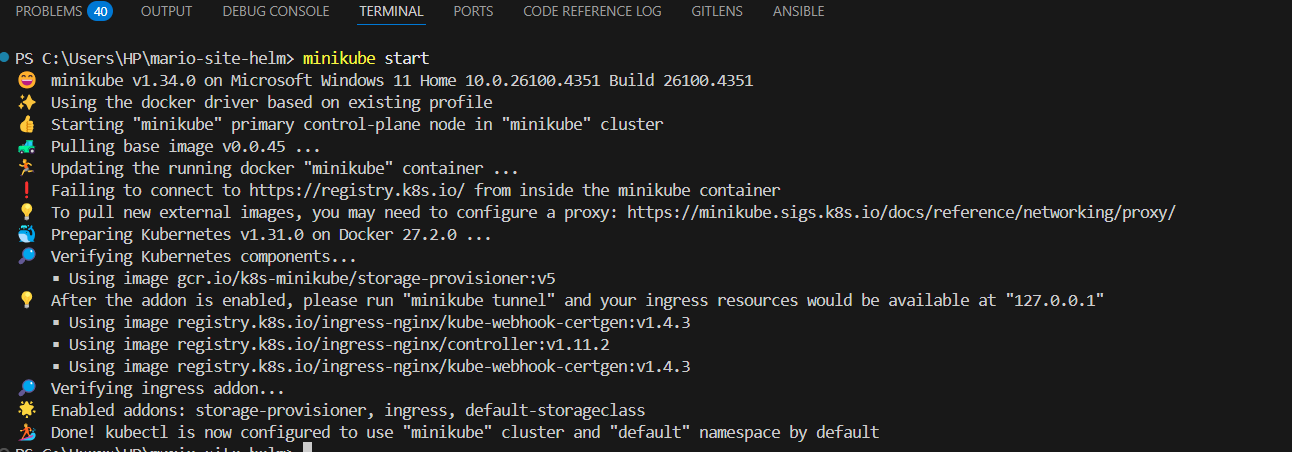 PROBLEMS 40 OUTPUT DEBUG CONSOLE TERMINAL PORTS CODE REFERENCE LOG GITLENS ANSIBLE
PS C:\Users\HP\mario-site-helm> minikube start
😄 minikube v1.34.0 on Microsoft Windows 11 Home 10.0.26100.4351 Build 26100.4351
✨ Using the docker driver based on existing profile
👍 Starting "minikube" primary control-plane node in "minikube" cluster
🚜 Pulling base image v0.0.45 ...
🏃 Updating the running docker "minikube" container ...
❗ Failing to connect to https://registry.k8s.io/ from inside the minikube container
💡 To pull new external images, you may need to configure a proxy: https://minikube.sigs.k8s.io/docs/reference/networking/proxy/
🐳 Preparing Kubernetes v1.31.0 on Docker 27.2.0 ...
🔎 Verifying Kubernetes components...
▪ Using image gcr.io/k8s-minikube/storage-provisioner:v5
💡 After the addon is enabled, please run "minikube tunnel" and your ingress resources would be available at "127.0.0.1"
▪ Using image registry.k8s.io/ingress-nginx/kube-webhook-certgen:v1.4.3
▪ Using image registry.k8s.io/ingress-nginx/controller:v1.11.2
▪ Using image registry.k8s.io/ingress-nginx/kube-webhook-certgen:v1.4.3
🔎 Verifying ingress addon...
🌟 Enabled addons: storage-provisioner, ingress, default-storageclass
🏄 Done! kubectl is now configured to use "minikube" cluster and "default" namespace by default
PS C:\Users\HP\mario-site-helm>